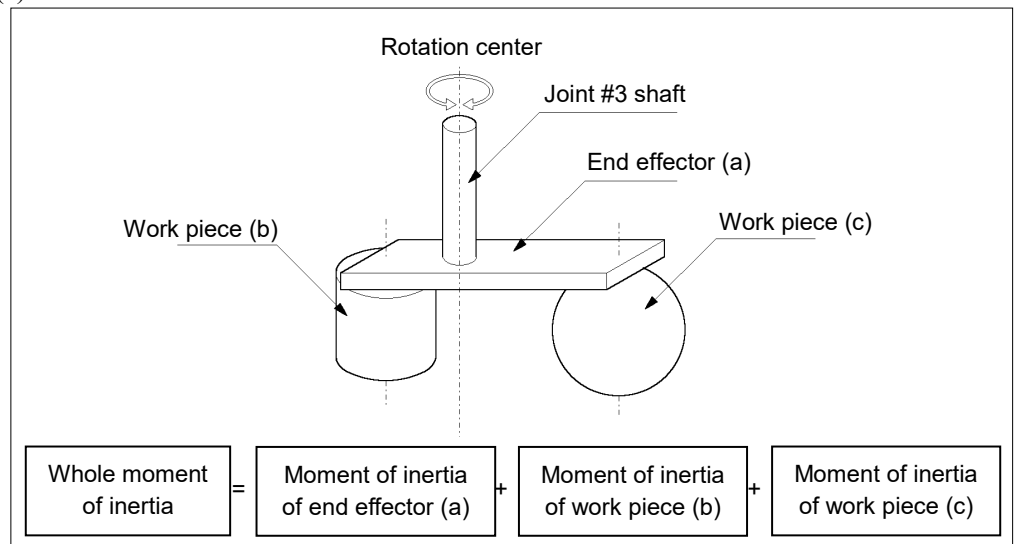 Rotation center
Joint #3 shaft
End effector (a)
Work piece (b)
Work piece (c)
Whole moment
of inertia
=
Moment of inertia
of end effector (a)
+
Moment of inertia
of work piece (b)
+
Moment of inertia
of work piece (c)